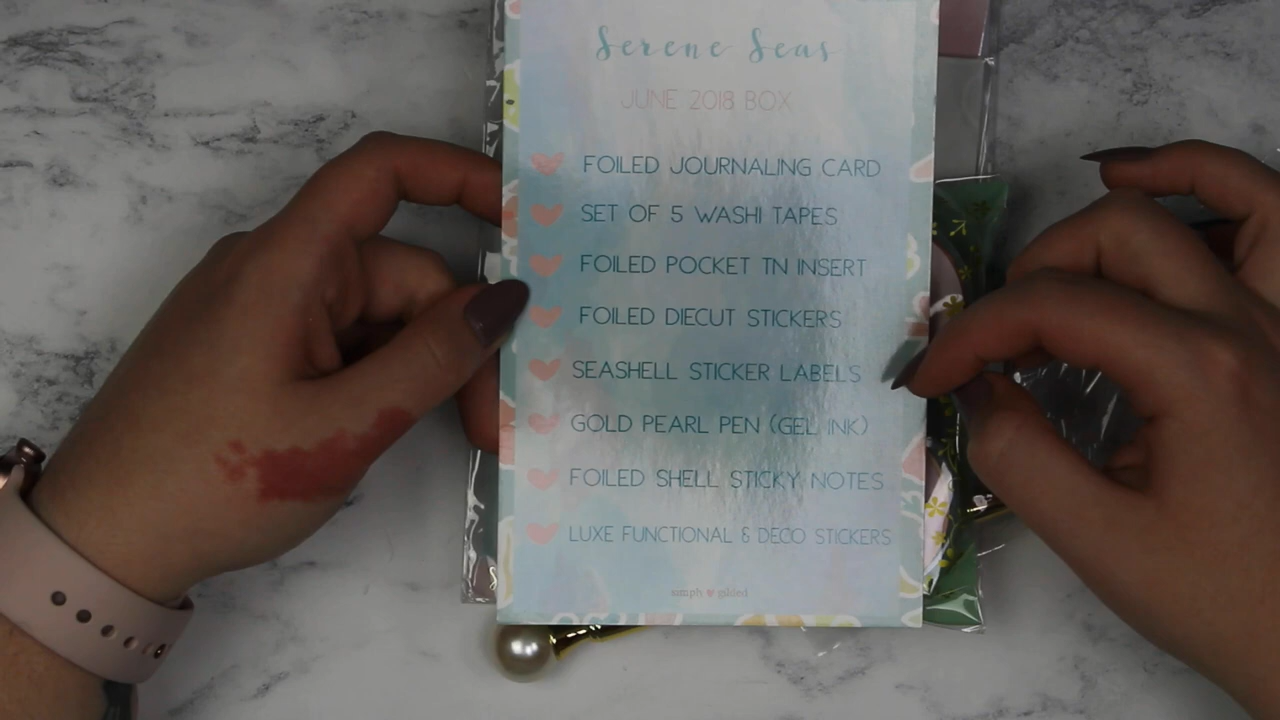 Serene Seas
JUNE 2018 BOX
FOILED JOURNALING CARD
SET OF 5 WASHI TAPES
FOILED POCKET TN INSERT
FOILED DIECUT STICKERS
SEASHELL STICKER LABELS
GOLD PEARL PEN (GEL INK)
FOILED SHELL STICKY NOTES
LUXE FUNCTIONAL & DECO STICKERS
simply gilded